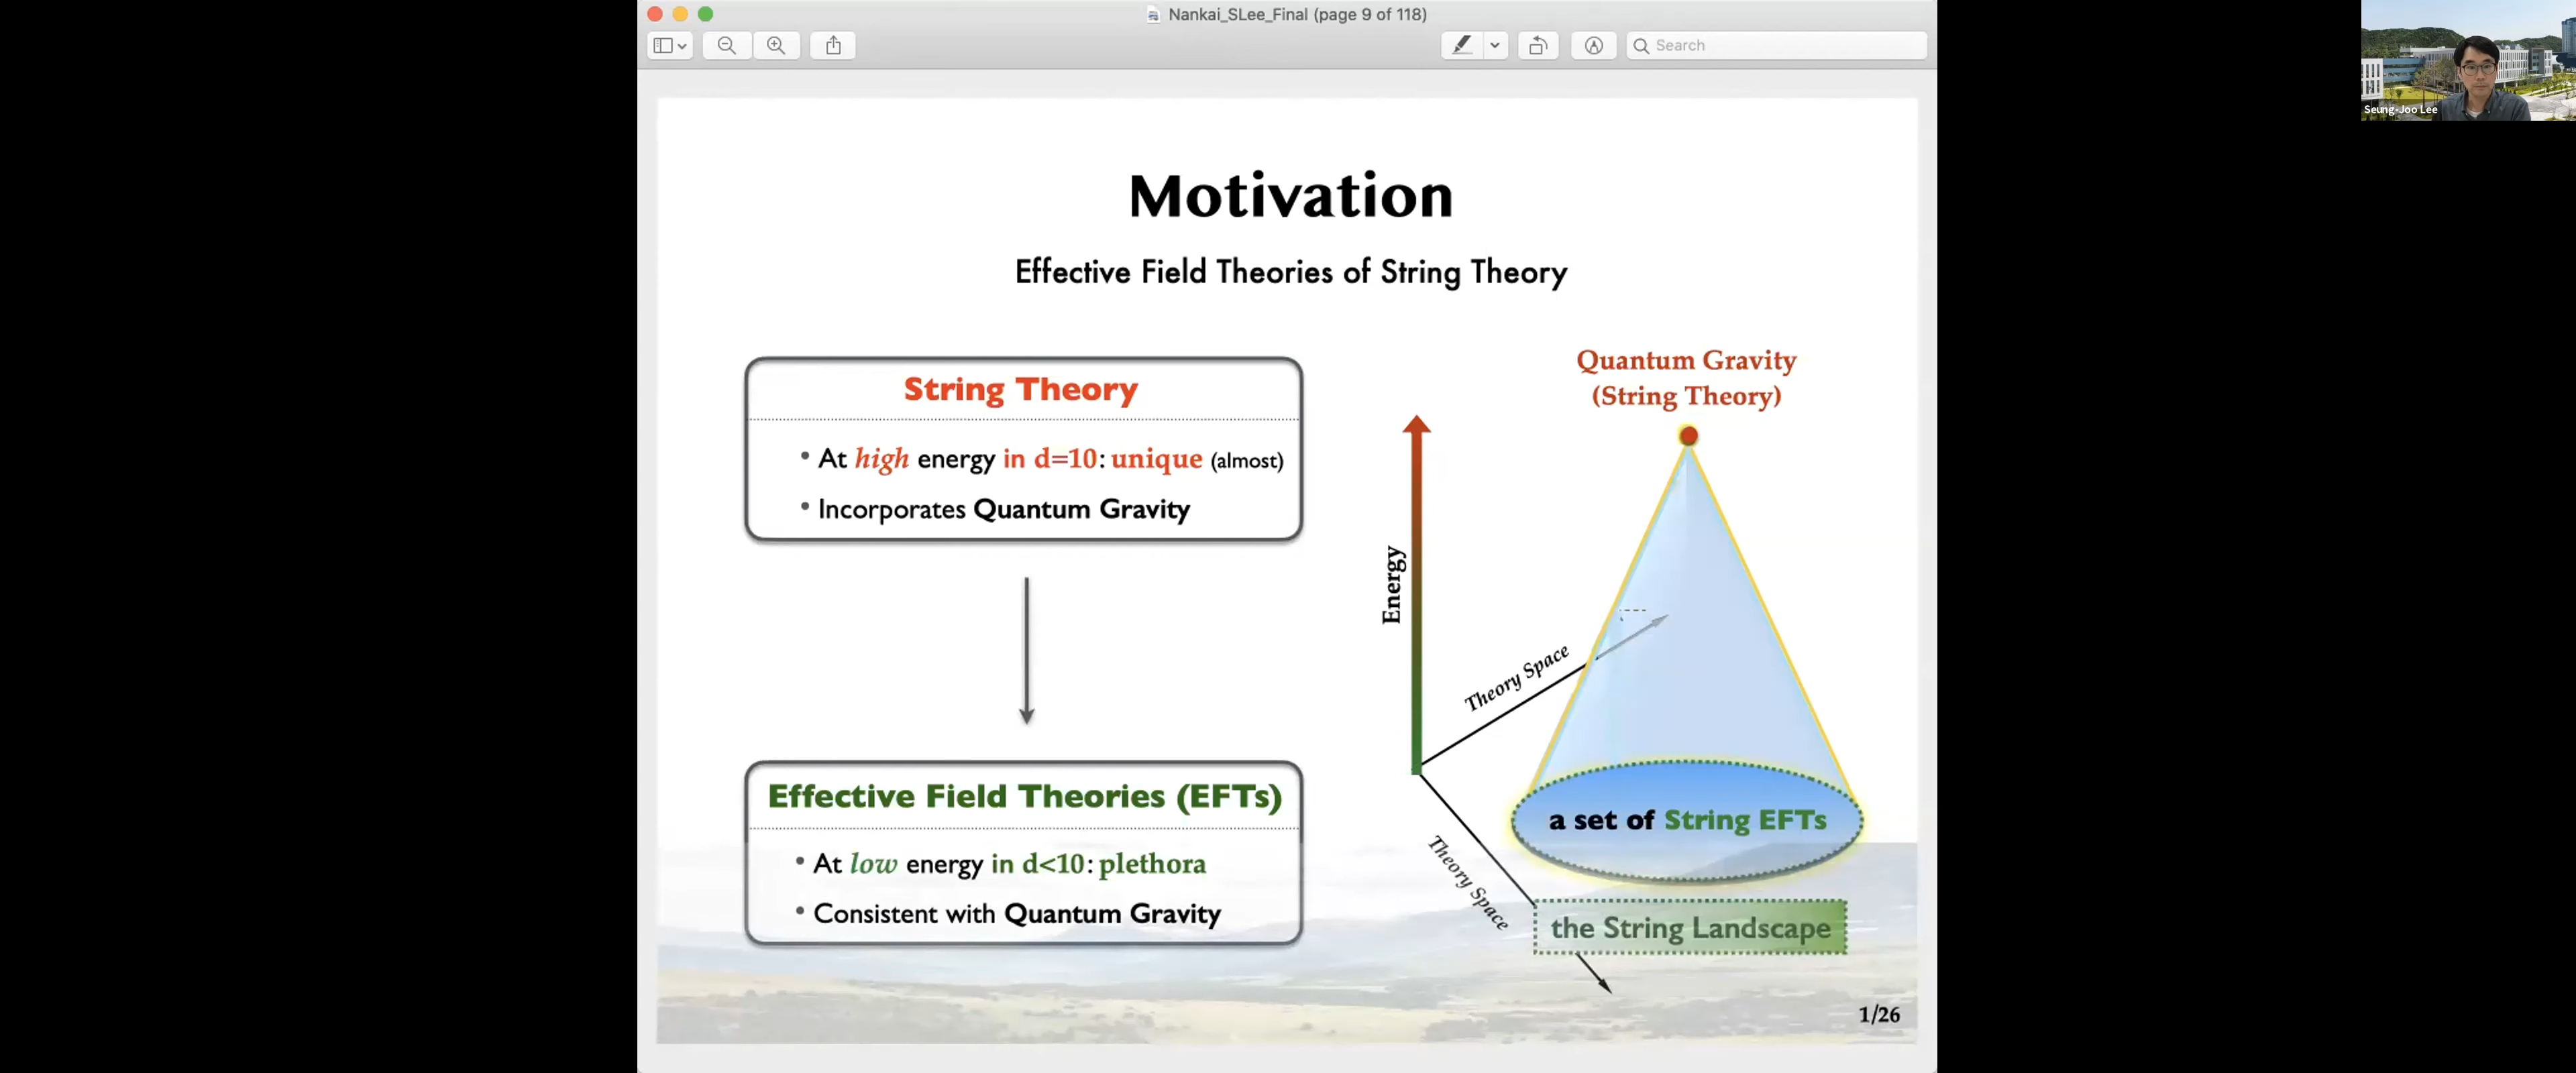 Nankai_SLee_Final (page 9 of 118)
Search
Seung-Joo Lee
Motivation
Effective Field Theories of String Theory
String Theory
• At high energy in d=10: unique (almost)
• Incorporates Quantum Gravity
Effective Field Theories (EFTs)
• At low energy in d<10: plethora
• Consistent with Quantum Gravity
Quantum Gravity
(String Theory)
Energy
Theory Space
Theory Space
a set of String EFTs
the String Landscape
1/26